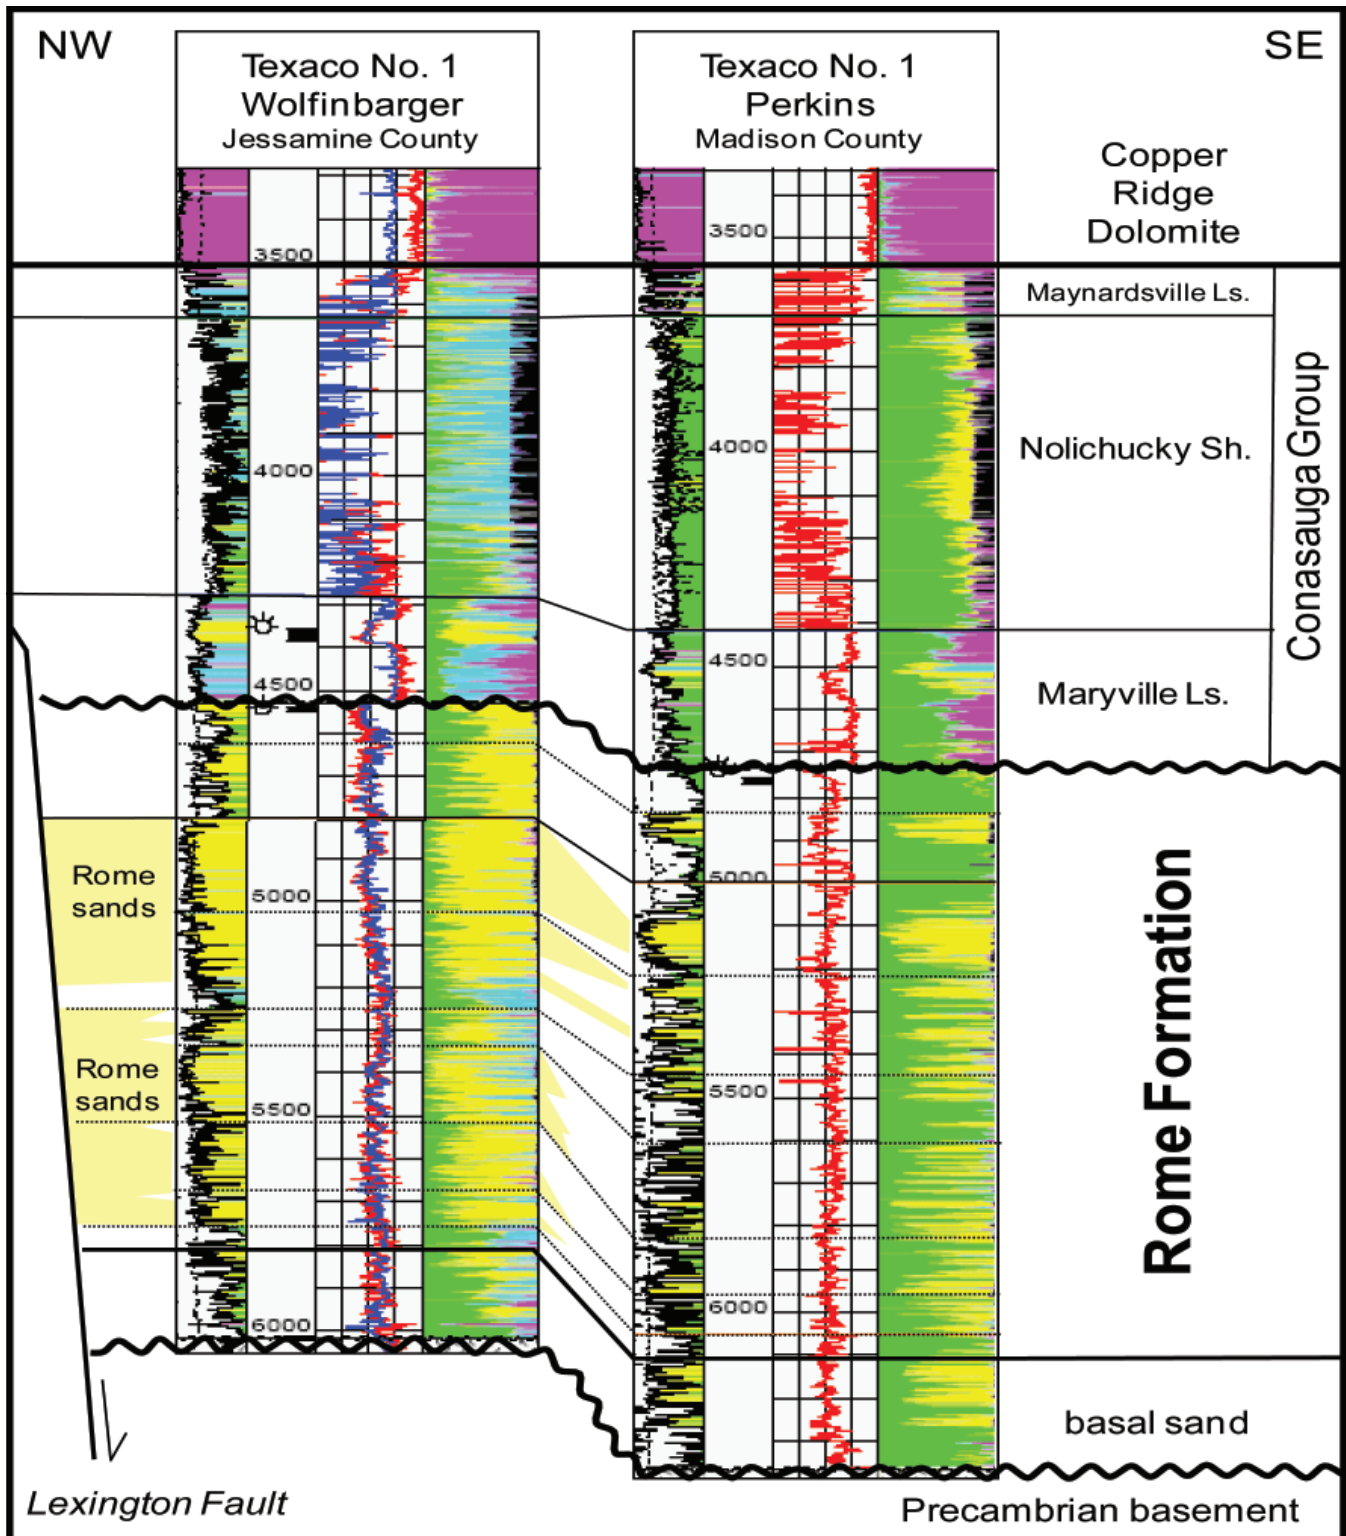 NW
SE
Texaco No. 1
Wolfinbarger
Jessamine County
Texaco No. 1
Perkins
Madison County
Copper
Ridge
Dolomite
3500
4000
4500
5000
5500
6000
3500
4000
4500
5000
5500
6000
Maynardsville Ls.
Nolichucky Sh.
Maryville Ls.
Conasauga Group
Rome
sands
Rome
sands
Rome Formation
basal sand
Lexington Fault
Precambrian basement